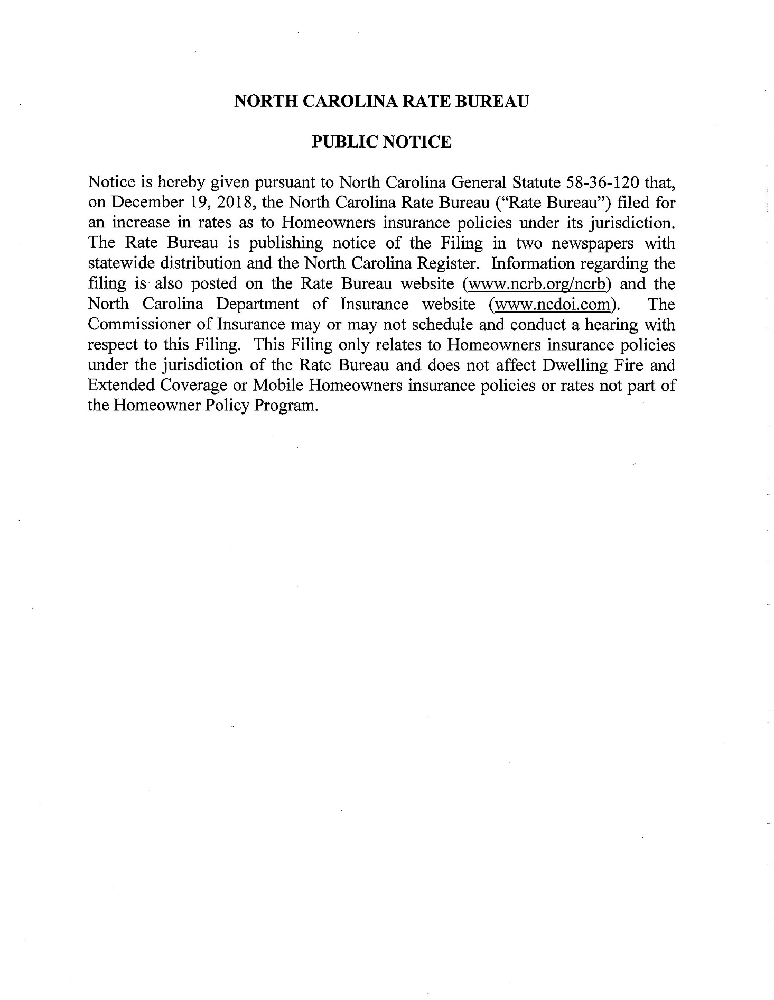 NORTH CAROLINA RATE BUREAU
PUBLIC NOTICE
Notice is hereby given pursuant to North Carolina General Statute 58-36-120 that,
on December 19, 2018, the North Carolina Rate Bureau (“Rate Bureau”) filed for
an increase in rates as to Homeowners insurance policies under its jurisdiction.
The Rate Bureau is publishing notice of the Filing in two newspapers with
statewide distribution and the North Carolina Register. Information regarding the
filing is also posted on the Rate Bureau website (www.ncrb.org/ncrb) and the
North Carolina Department of Insurance website (www.ncdoi.com). The
Commissioner of Insurance may or may not schedule and conduct a hearing with
respect to this Filing. This Filing only relates to Homeowners insurance policies
under the jurisdiction of the Rate Bureau and does not affect Dwelling Fire and
Extended Coverage or Mobile Homeowners insurance policies or rates not part of
the Homeowner Policy Program.